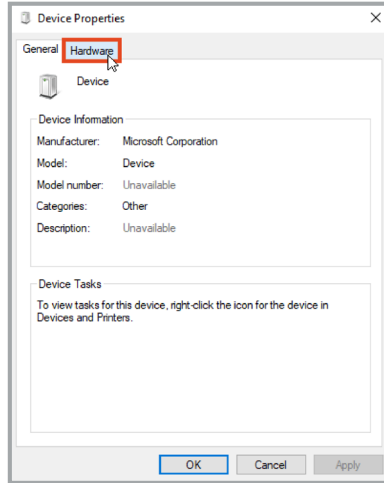 Device Properties
General Hardware
Device
Device Information
Manufacturer: Microsoft Corporation
Model: Device
Model number: Unavailable
Categories: Other
Description: Unavailable
Device Tasks
To view tasks for this device, right-click the icon for the device in
Devices and Printers.
OK Cancel Apply